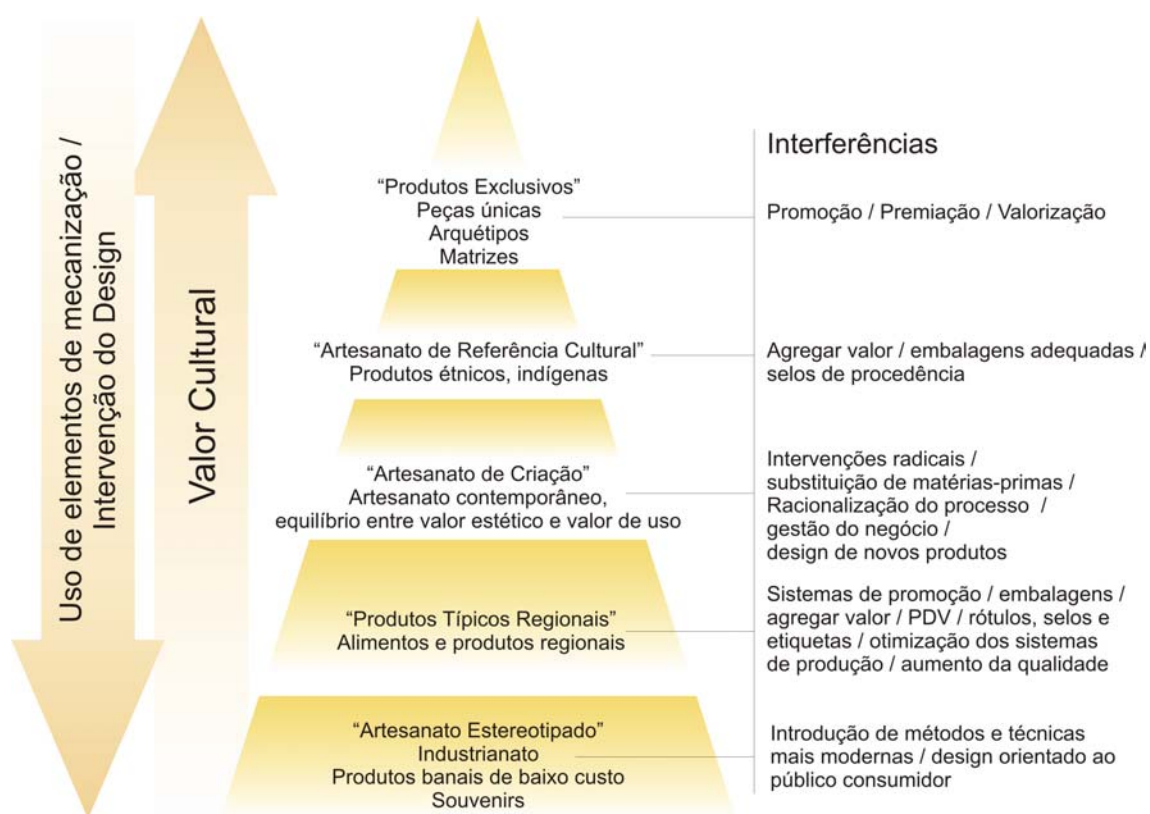 Uso de elementos de mecanização /
Intervenção do Design
Valor Cultural
“Produtos Exclusivos”
Peças únicas
Arquétipos
Matrizes
“Artesanato de Referência Cultural”
Produtos étnicos, indígenas
“Artesanato de Criação”
Artesanato contemporâneo,
equilíbrio entre valor estético e valor de uso
“Produtos Típicos Regionais”
Alimentos e produtos regionais
“Artesanato Estereotipado”
Industrianato
Produtos banais de baixo custo
Souvenirs
Interferências
Promoção / Premiação / Valorização
Agregar valor / embalagens adequadas /
selos de procedência
Intervenções radicais /
substituição de matérias-primas /
Racionalização do processo /
gestão do negócio /
design de novos produtos
Sistemas de promoção / embalagens /
agregar valor / PDV / rótulos, selos e
etiquetas / otimização dos sistemas
de produção / aumento da qualidade
Introdução de métodos e técnicas
mais modernas / design orientado ao
público consumidor